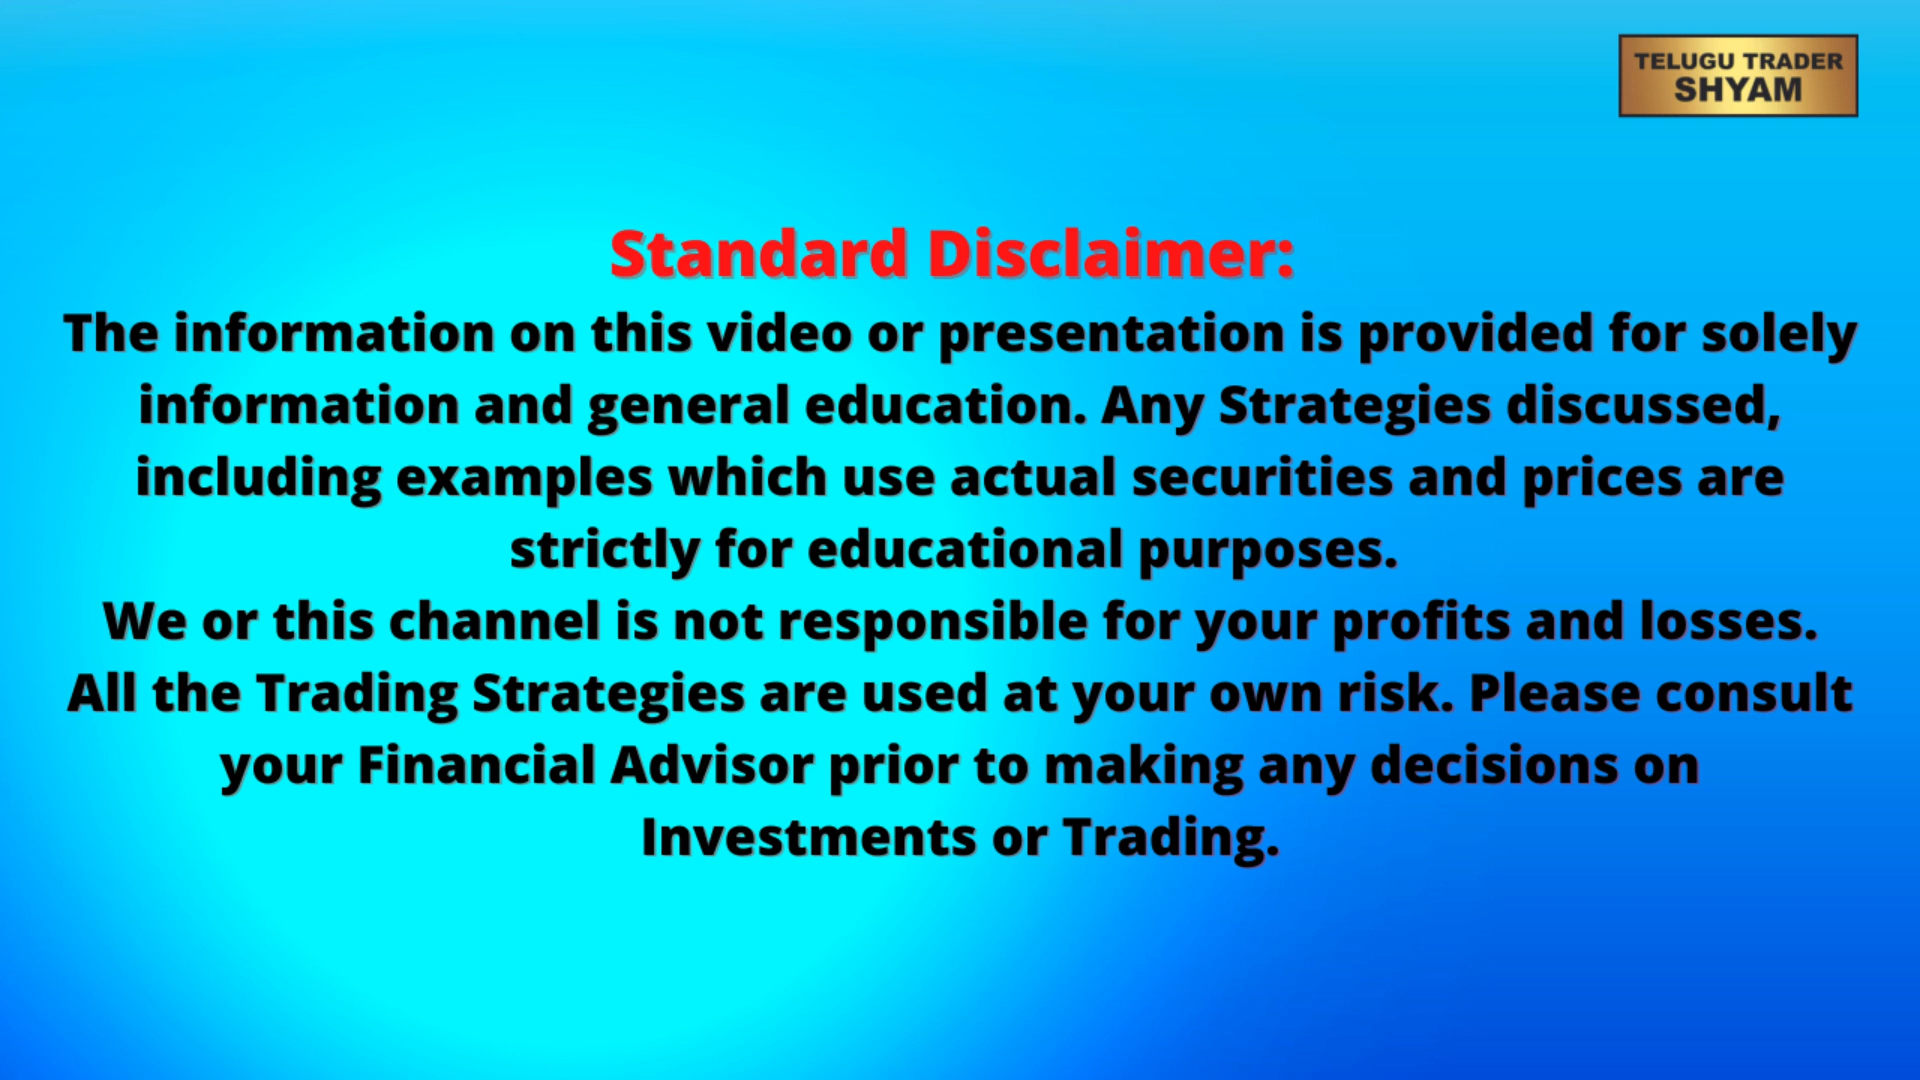 TELUGU TRADER
SHYAM
Standard Disclaimer:
The information on this video or presentation is provided for solely
information and general education. Any Strategies discussed,
including examples which use actual securities and prices are
strictly for educational purposes.
We or this channel is not responsible for your profits and losses.
All the Trading Strategies are used at your own risk. Please consult
your Financial Advisor prior to making any decisions on
Investments or Trading.